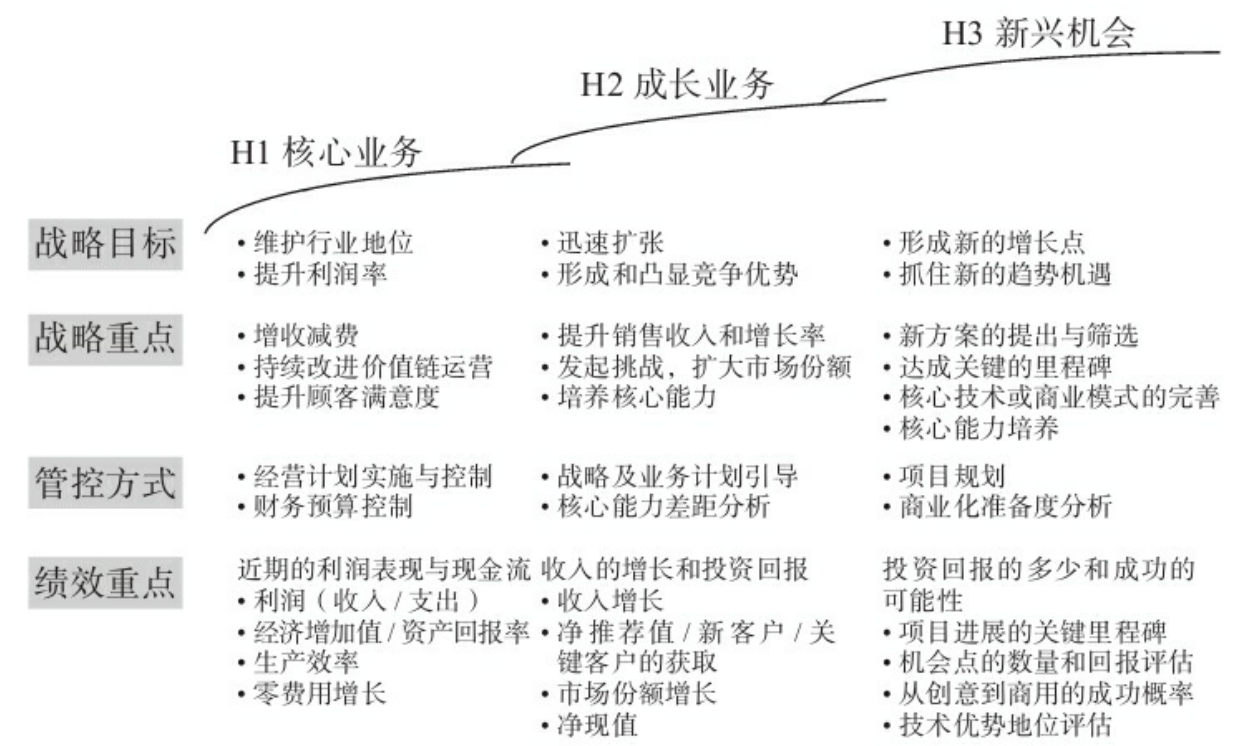 H3 新兴机会
H2 成长业务
H1 核心业务
战略目标
• 维护行业地位
• 提升利润率
• 迅速扩张
• 形成和凸显竞争优势
• 形成新的增长点
• 抓住新的趋势机遇
战略重点
• 增收减费
• 持续改进价值链运营
• 提升顾客满意度
• 提升销售收入和增长率
• 发起挑战，扩大市场份额
• 培养核心能力
• 新方案的提出与筛选
• 达成关键的里程碑
• 核心技术或商业模式的完善
• 核心能力培养
管控方式
• 经营计划实施与控制
• 财务预算控制
• 战略及业务计划引导
• 核心能力差距分析
• 项目规划
• 商业化准备度分析
绩效重点
近期的利润表现与现金流
• 利润（收入/支出）
• 经济增加值/资产回报率
• 生产效率
• 零费用增长
收入的增长和投资回报
• 收入增长
• 净推荐值/新客户/关
键客户的获取
• 市场份额增长
• 净现值
投资回报的多少和成功的
可能性
• 项目进展的关键里程碑
• 机会点的数量和回报评估
• 从创意到商用的成功概率
• 技术优势地位评估